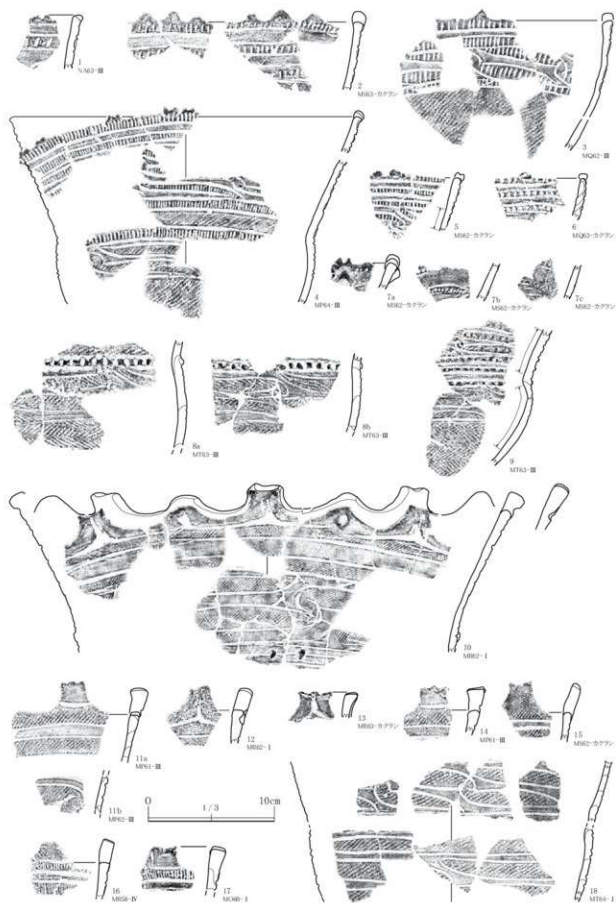 1
NA63-Ⅲ
2
MS63-カクラン
3
MQ62-Ⅲ
4
MP64-Ⅲ
5
MS62-カクラン
6
MQ63-カクラン
7a
MS62-カクラン
7b
MS62-カクラン
7c
MS62-カクラン
8a
MT63-Ⅲ
8b
MT63-Ⅲ
9
MT63-Ⅲ
10
MR62-Ⅰ
11a
MP61-Ⅲ
12
MR62-Ⅰ
13
MR63-カクラン
14
MP61-Ⅲ
15
MS62-カクラン
11b
MP62-Ⅲ
0 1/3 10cm
16
MR58-Ⅳ
17
MO68-Ⅰ
18
MT64-Ⅰ